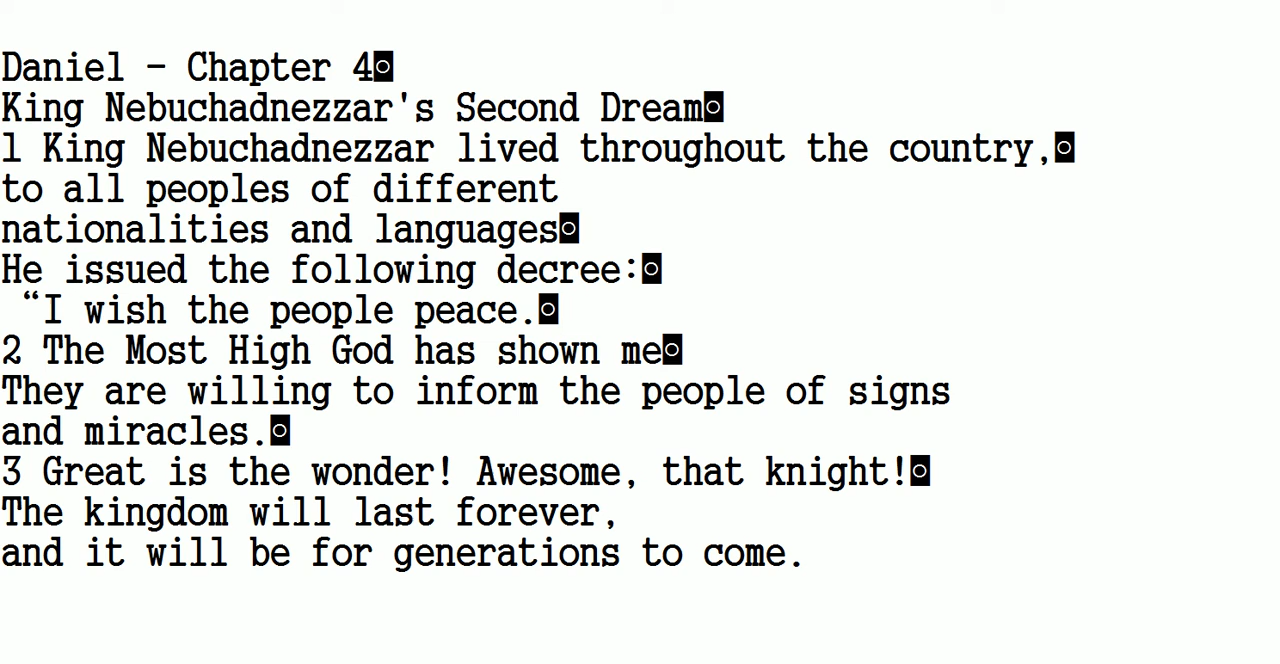 Daniel - Chapter 4◙
King Nebuchadnezzar's Second Dream◙
1 King Nebuchadnezzar lived throughout the country,◙
to all peoples of different
nationalities and languages◙
He issued the following decree:◙
 “I wish the people peace.◙
2 The Most High God has shown me◙
They are willing to inform the people of signs
and miracles.◙
3 Great is the wonder! Awesome, that knight!◙
The kingdom will last forever,
and it will be for generations to come.